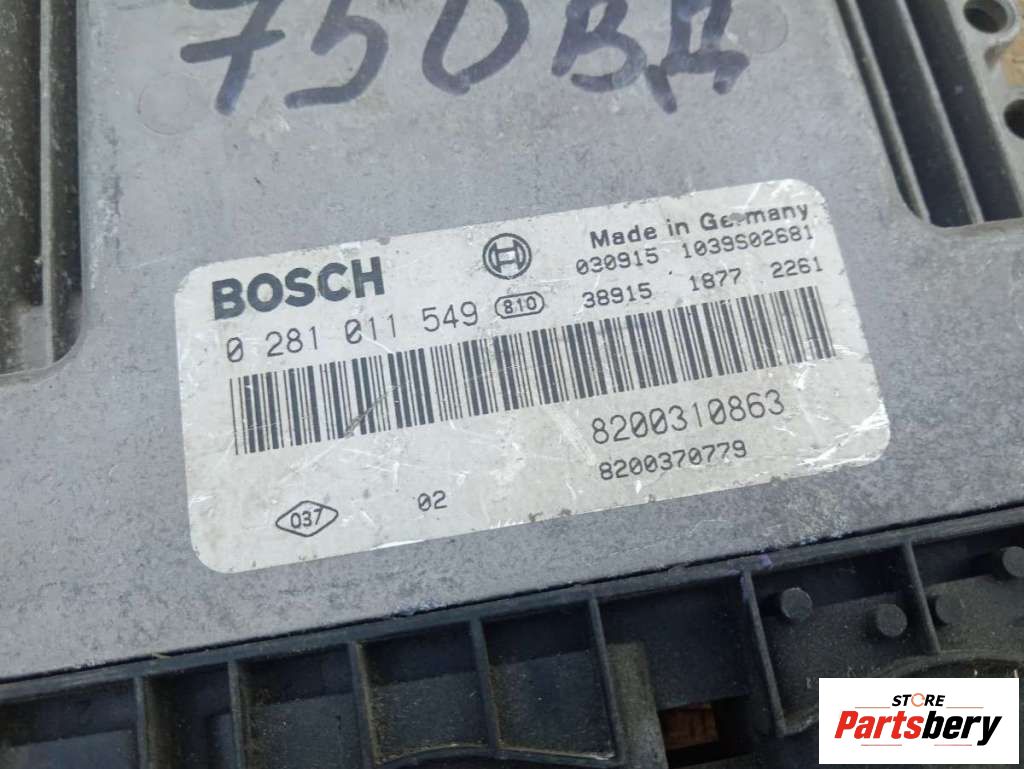 750ВД
BOSCH
Made in Germany
030915 1039S02681
0 281 011 549 810
38915 1877 2261
8200310863
8200370779
037 02
STORE
Partsbery